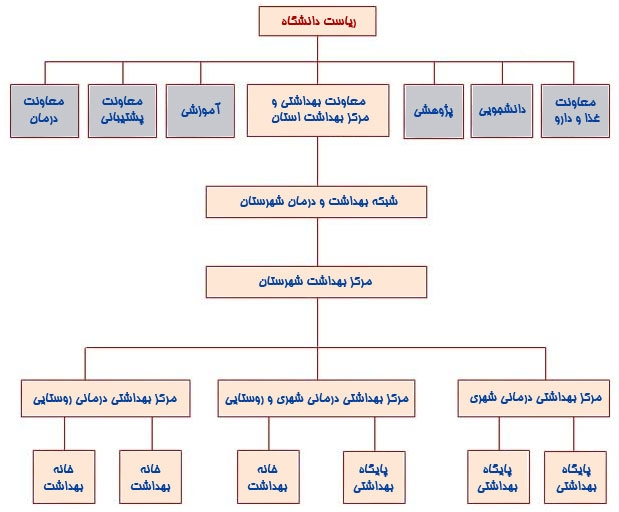 ریاست دانشگاه
معاونت
غذا و دارو
دانشجویی
پژوهشی
معاونت بهداشتی و
مرکز بهداشت استان
آموزشی
معاونت
پشتیبانی
معاونت
درمان
شبکه بهداشت و درمان شهرستان
مرکز بهداشت شهرستان
مرکز بهداشتی درمانی شهری
مرکز بهداشتی درمانی شهری و روستایی
مرکز بهداشتی درمانی روستایی
پایگاه
بهداشتی
پایگاه
بهداشتی
پایگاه
بهداشتی
خانه
بهداشت
خانه
بهداشت
خانه
بهداشت